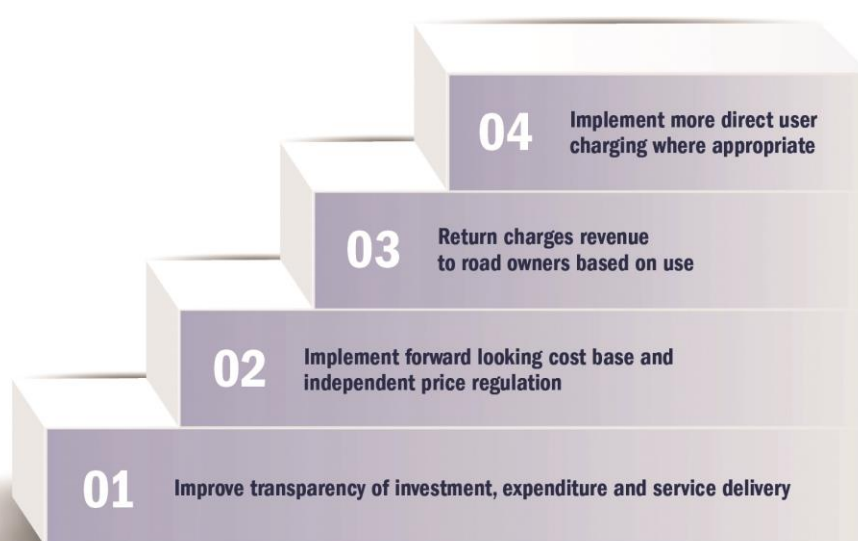 04
Implement more direct user
charging where appropriate
03
Return charges revenue
to road owners based on use
02
Implement forward looking cost base and
independent price regulation
01
Improve transparency of investment, expenditure and service delivery